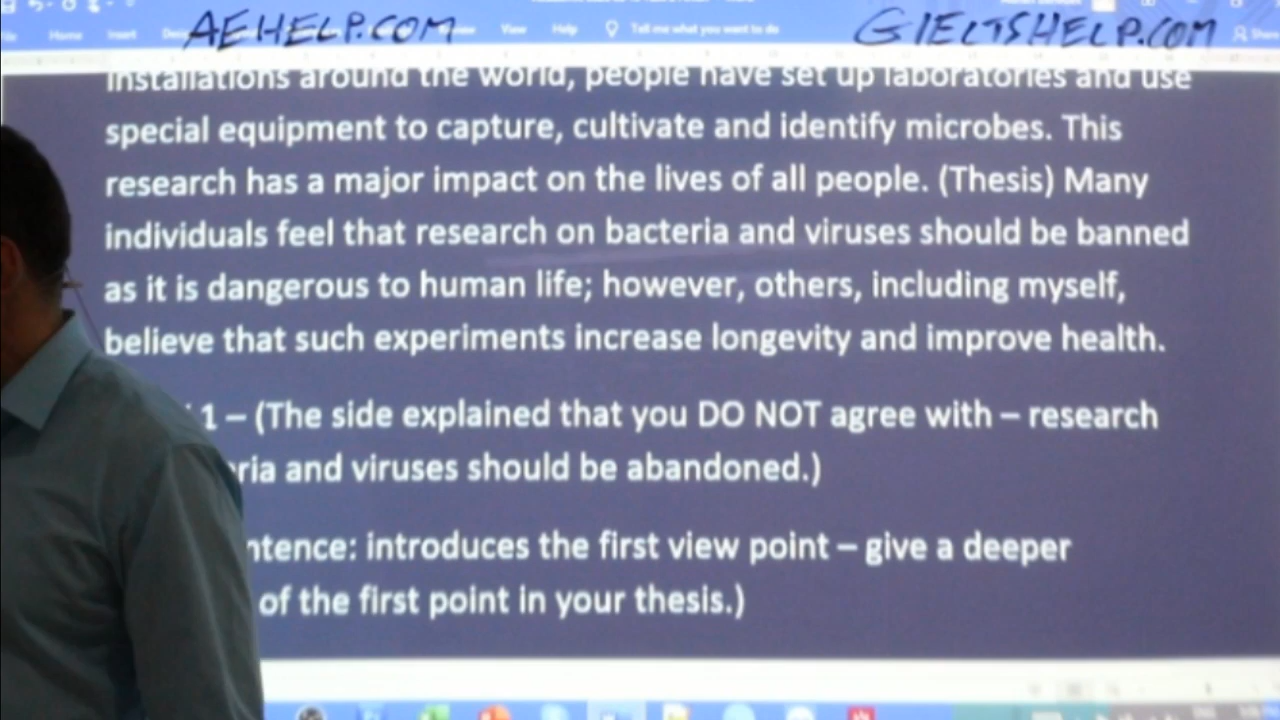 AEHELP.COM
GIELTSHELP.COM
Home Insert View Help Tell me what you want to do Share
installations around the world, people have set up laboratories and use
special equipment to capture, cultivate and identify microbes. This
research has a major impact on the lives of all people. (Thesis) Many
individuals feel that research on bacteria and viruses should be banned
as it is dangerous to human life; however, others, including myself,
believe that such experiments increase longevity and improve health.
1 – (The side explained that you DO NOT agree with – research
ria and viruses should be abandoned.)
ntence: introduces the first view point – give a deeper
of the first point in your thesis.)